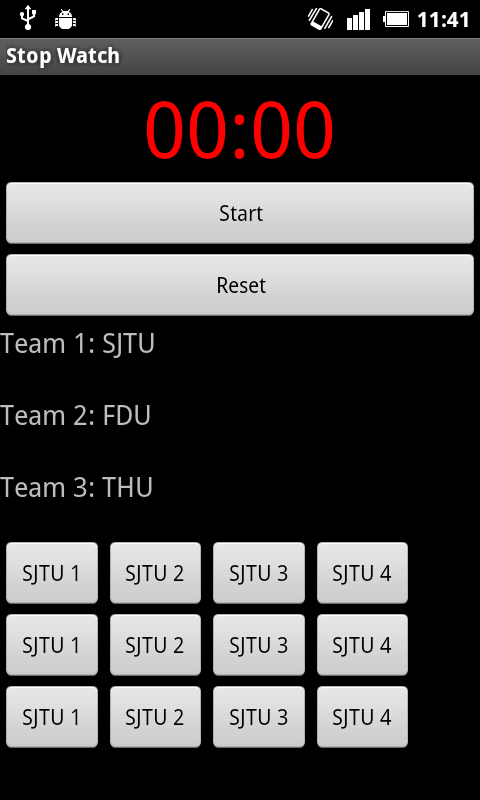 11:41
Stop Watch
00:00
Start
Reset
Team 1: SJTU
Team 2: FDU
Team 3: THU
SJTU 1 SJTU 2 SJTU 3 SJTU 4
SJTU 1 SJTU 2 SJTU 3 SJTU 4
SJTU 1 SJTU 2 SJTU 3 SJTU 4